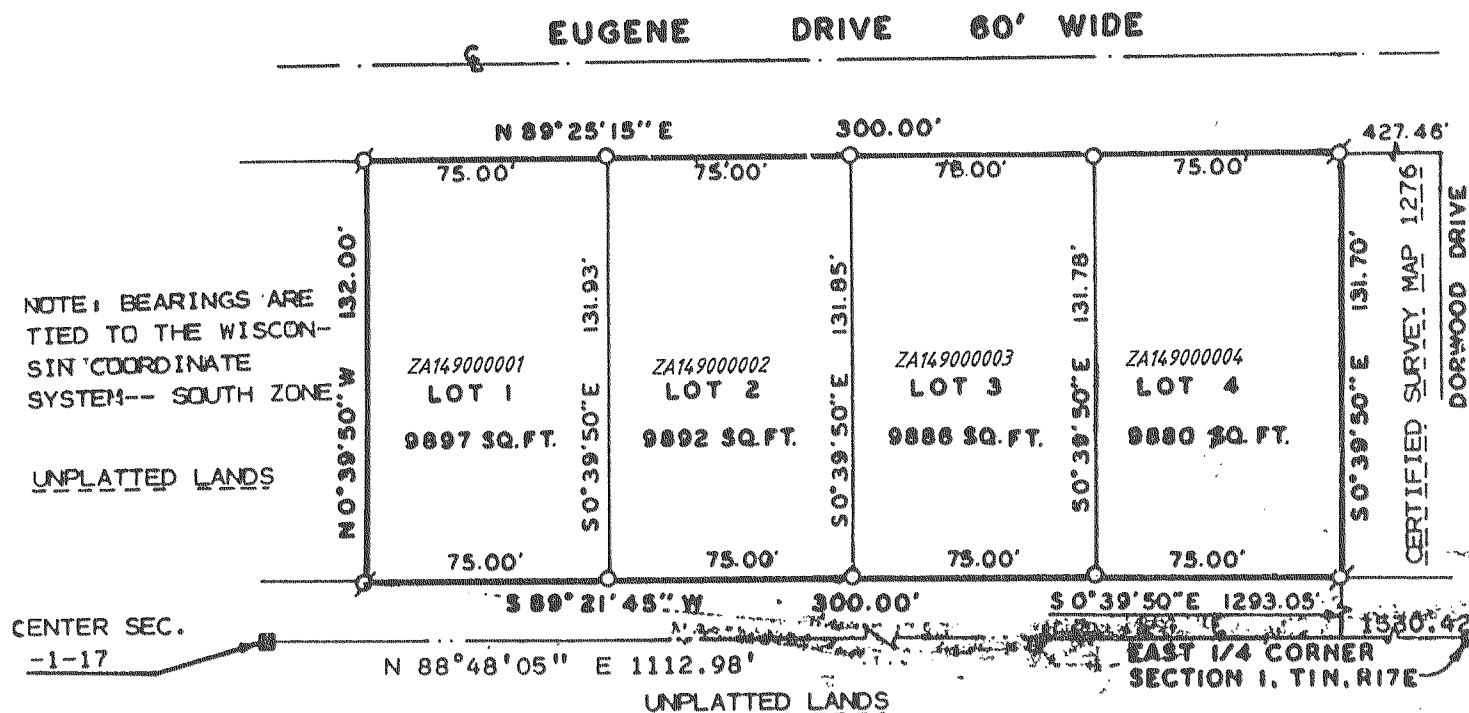 EUGENE DRIVE 60' WIDE
N 89°25'15" E 300.00' 427.46'
75.00' 75.00' 75.00' 75.00'
N 0°39'50" W 132.00'
S 0°39'50" E 131.93'
S 0°39'50" E 131.85'
S 0°39'50" E 131.78'
S 0°39'50" E 131.70'
CERTIFIED SURVEY MAP 1276
DORWOOD DRIVE
NOTE: BEARINGS ARE
TIED TO THE WISCON-
SIN COORDINATE
SYSTEM-- SOUTH ZONE
UNPLATTED LANDS
ZA149000001
LOT 1
9897 SQ.FT.
ZA149000002
LOT 2
9892 SQ.FT.
ZA149000003
LOT 3
9886 SQ.FT.
ZA149000004
LOT 4
9880 SQ.FT.
75.00' 75.00' 75.00' 75.00'
S 89°21'45" W 300.00'
S 0°39'50" E 1293.05'
CENTER SEC.
-1-17
N 88°48'05" E 1112.98'
EAST 1/4 CORNER
SECTION 1, T1N, R17E
UNPLATTED LANDS